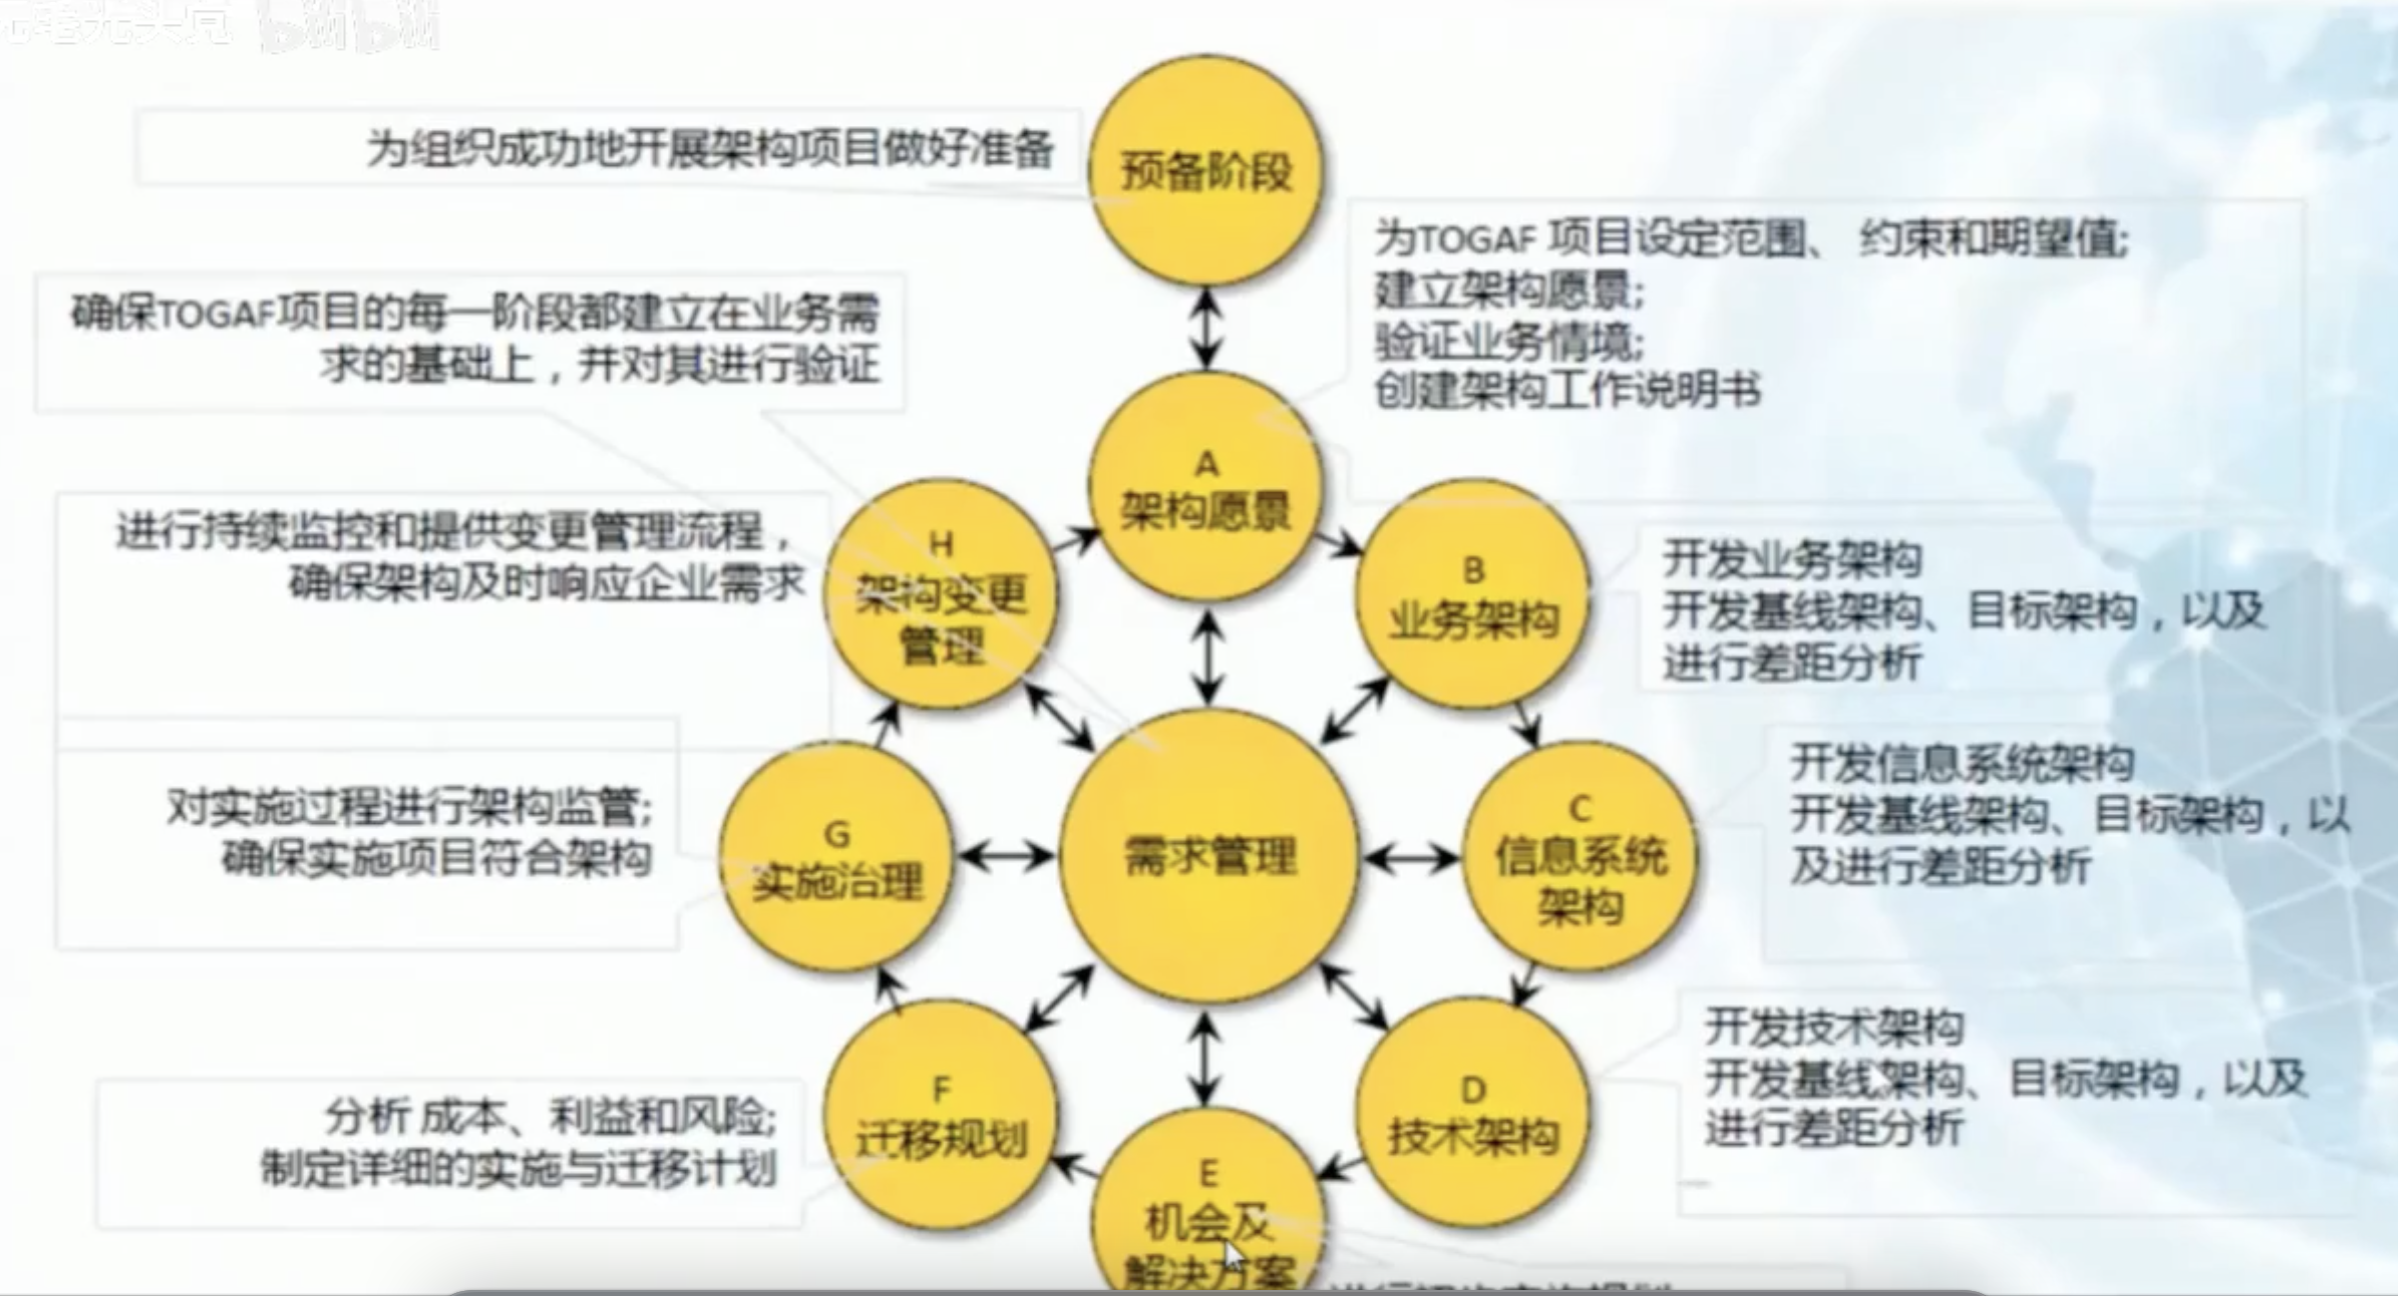 bilibili
预备阶段
为组织成功地开展架构项目做好准备
为TOGAF 项目设定范围、 约束和期望值;
建立架构愿景;
验证业务情境;
创建架构工作说明书
确保TOGAF项目的每一阶段都建立在业务需
求的基础上，并对其进行验证
A
架构愿景
H
架构变更
管理
进行持续监控和提供变更管理流程，
确保架构及时响应企业需求
B
业务架构
开发业务架构
开发基线架构、目标架构，以及
进行差距分析
需求管理
G
实施治理
对实施过程进行架构监管;
确保实施项目符合架构
C
信息系统
架构
开发信息系统架构
开发基线架构、目标架构，以
及进行差距分析
F
迁移规划
分析 成本、利益和风险;
制定详细的实施与迁移计划
D
技术架构
开发技术架构
开发基线架构、目标架构，以及
进行差距分析
E
机会及
解决方案